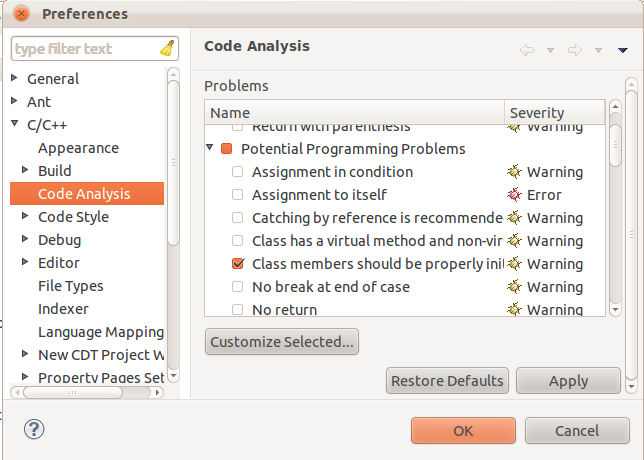 Preferences
type filter text
General
Ant
C/C++
Appearance
Build
Code Analysis
Code Style
Debug
Editor
File Types
Indexer
Language Mapping
New CDT Project W
Property Pages Set
Code Analysis
Problems
Name Severity
Return with parenthesis Warning
Potential Programming Problems
Assignment in condition Warning
Assignment to itself Error
Catching by reference is recommende Warning
Class has a virtual method and non-vir Warning
Class members should be properly init Warning
No break at end of case Warning
No return Warning
Customize Selected...
Restore Defaults Apply
? OK Cancel